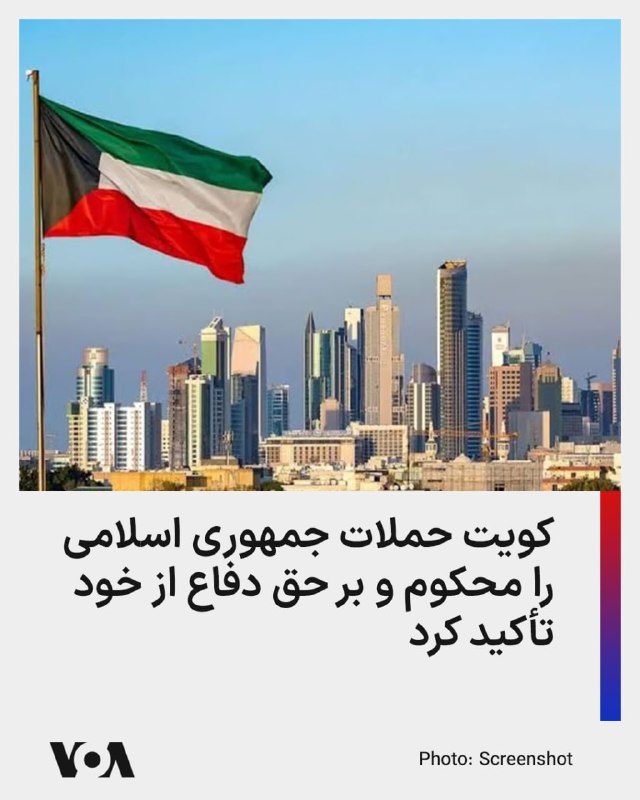 کویت حملات جمهوری اسلامی
را محکوم و بر حق دفاع از خود
تأکید کرد
VOA
Photo: Screenshot